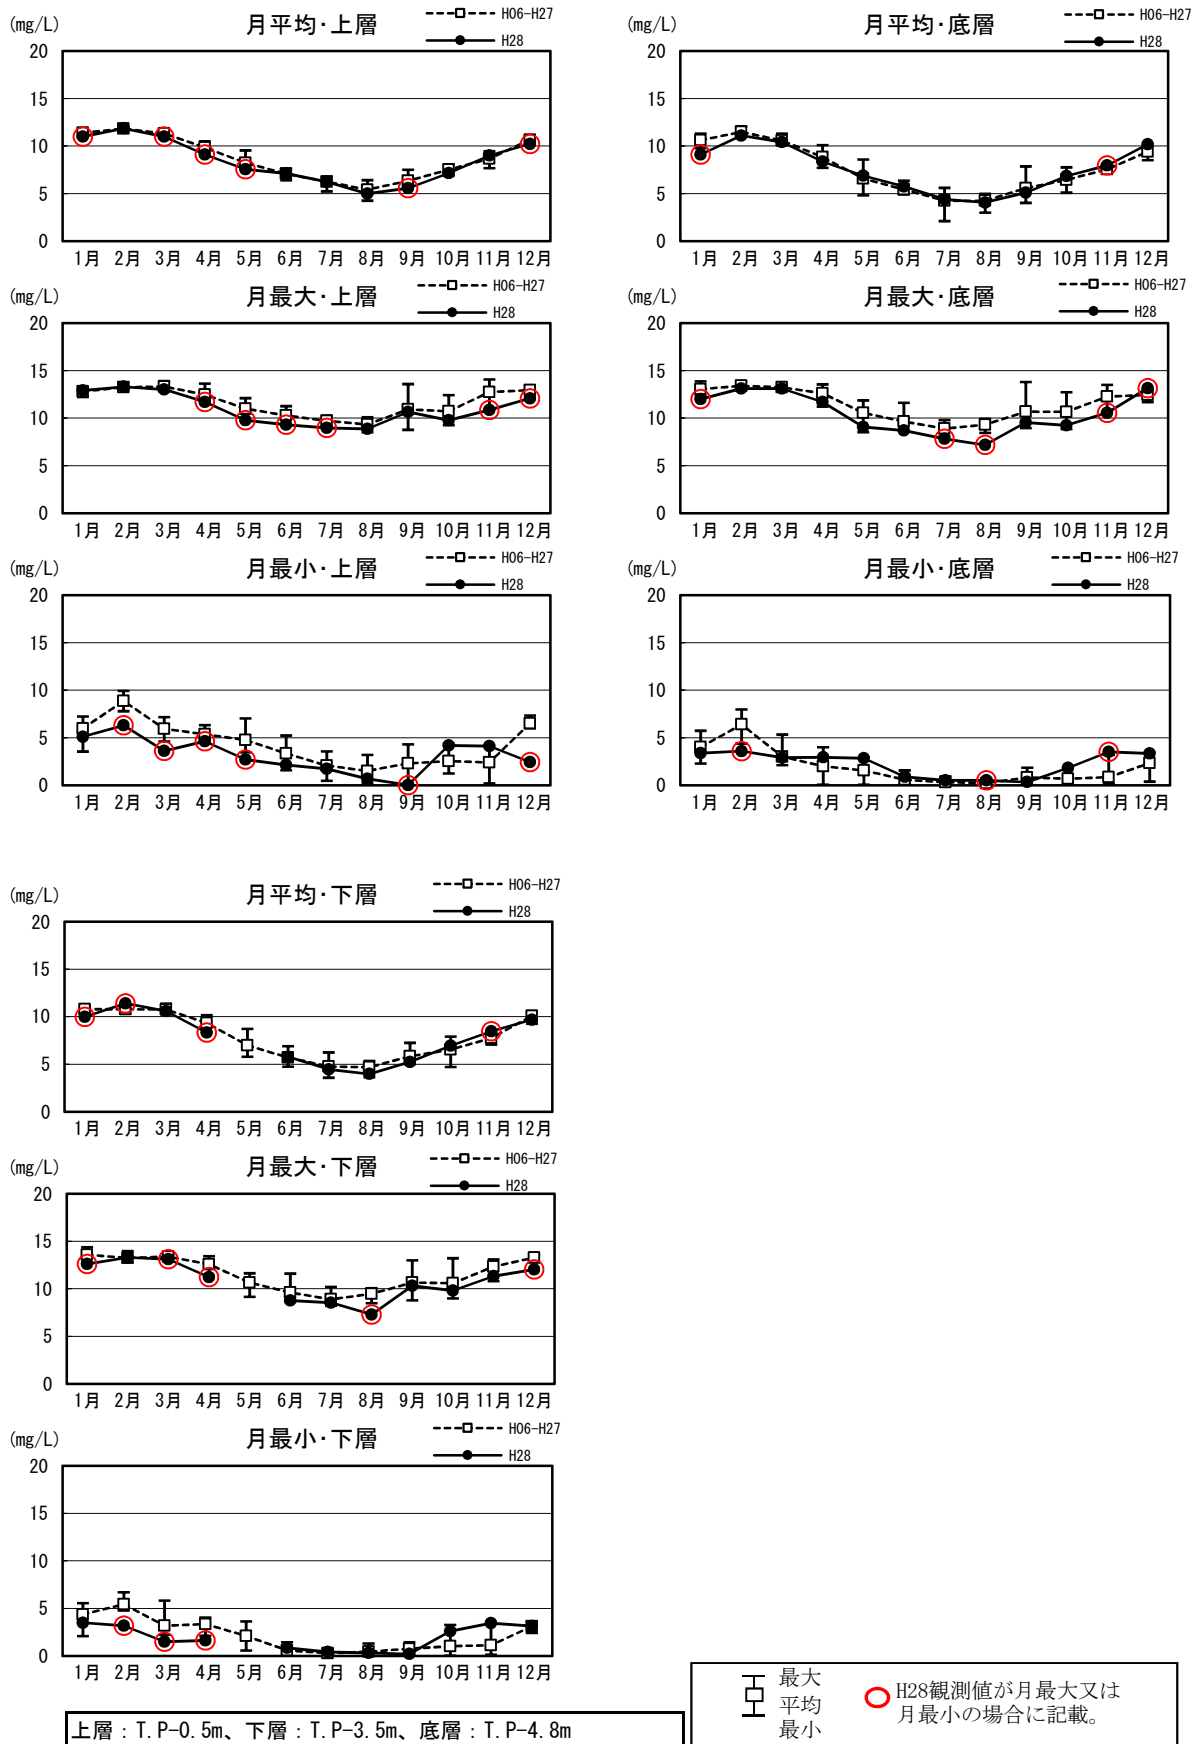 (mg/L)
月平均・上層
H06-H27
H28
20
15
10
5
0
1月 2月 3月 4月 5月 6月 7月 8月 9月 10月 11月 12月
(mg/L)
月平均・底層
H06-H27
H28
20
15
10
5
0
1月 2月 3月 4月 5月 6月 7月 8月 9月 10月 11月 12月
(mg/L)
月最大・上層
H06-H27
H28
20
15
10
5
0
1月 2月 3月 4月 5月 6月 7月 8月 9月 10月 11月 12月
(mg/L)
月最大・底層
H06-H27
H28
20
15
10
5
0
1月 2月 3月 4月 5月 6月 7月 8月 9月 10月 11月 12月
(mg/L)
月最小・上層
H06-H27
H28
20
15
10
5
0
1月 2月 3月 4月 5月 6月 7月 8月 9月 10月 11月 12月
(mg/L)
月最小・底層
H06-H27
H28
20
15
10
5
0
1月 2月 3月 4月 5月 6月 7月 8月 9月 10月 11月 12月
(mg/L)
月平均・下層
H06-H27
H28
20
15
10
5
0
1月 2月 3月 4月 5月 6月 7月 8月 9月 10月 11月 12月
(mg/L)
月最大・下層
H06-H27
H28
20
15
10
5
0
1月 2月 3月 4月 5月 6月 7月 8月 9月 10月 11月 12月
(mg/L)
月最小・下層
H06-H27
H28
20
15
10
5
0
1月 2月 3月 4月 5月 6月 7月 8月 9月 10月 11月 12月
上層：T.P-0.5m、下層：T.P-3.5m、底層：T.P-4.8m
最大
平均
最小
H28観測値が月最大又は
月最小の場合に記載。